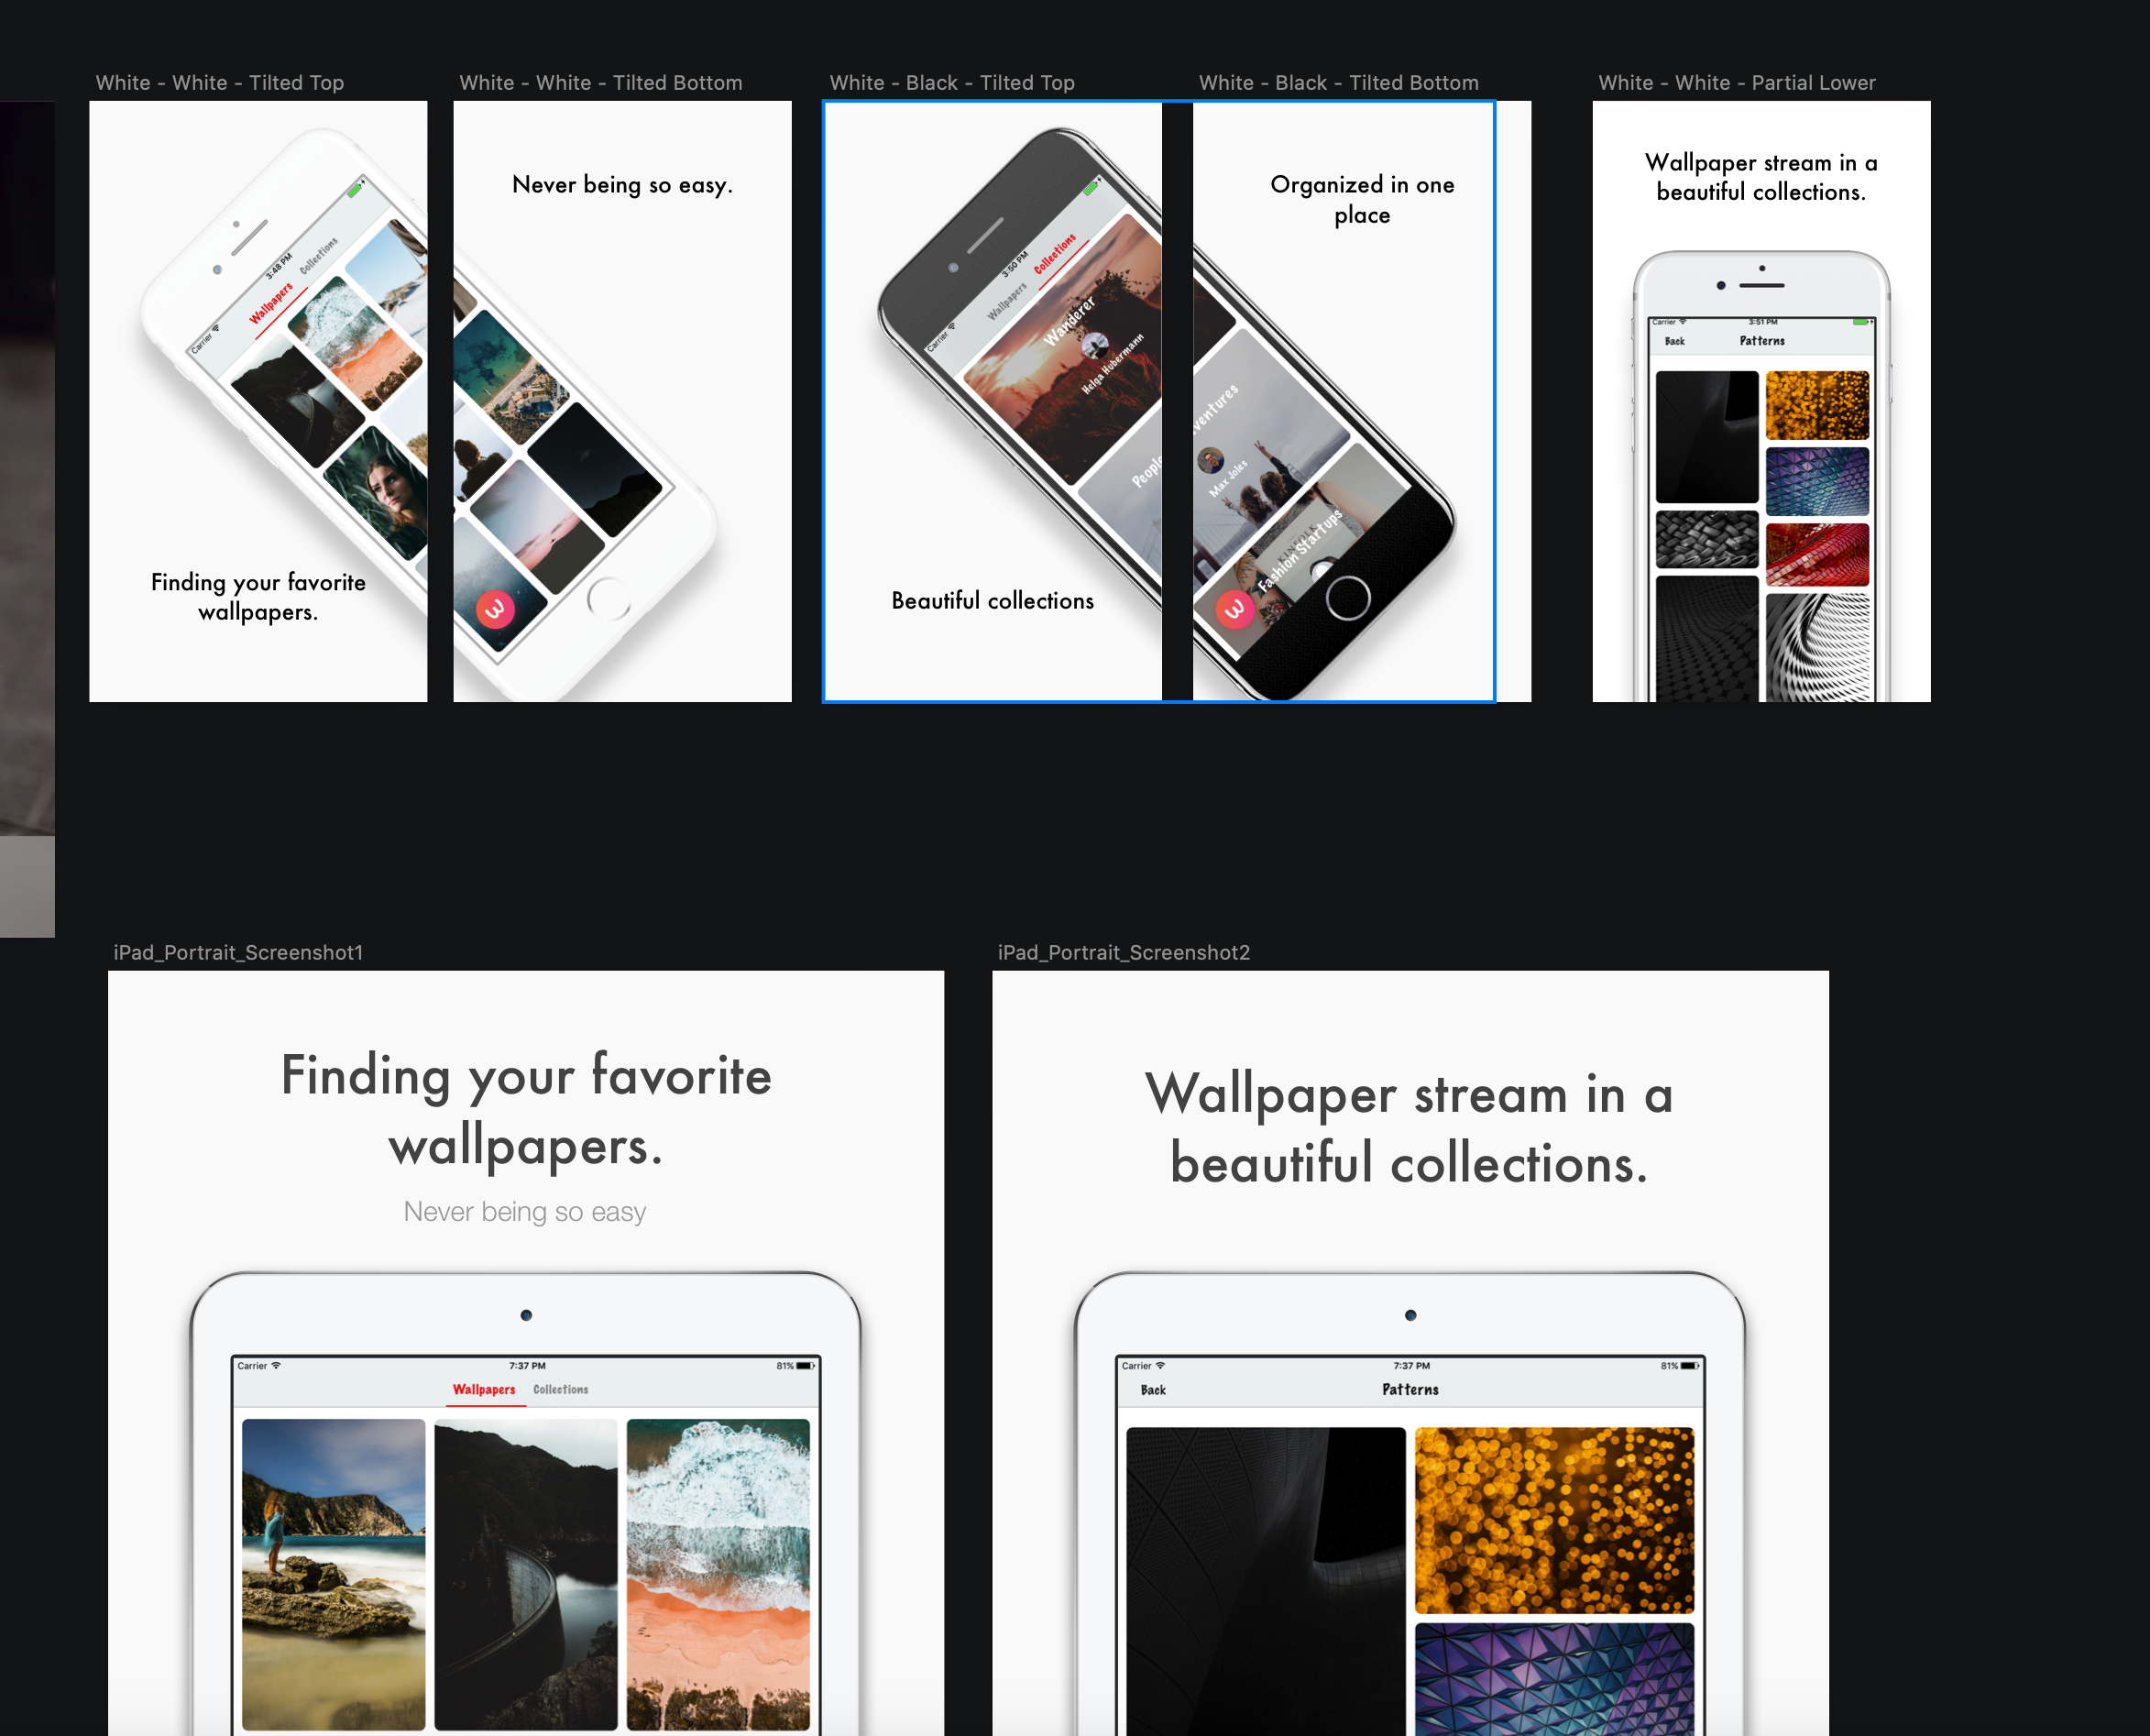 White - White - Tilted Top
White - White - Tilted Bottom
White - Black - Tilted Top
White - Black - Tilted Bottom
White - White - Partial Lower
Carrier
3:48 PM
Wallpapers
Collections
Finding your favorite
wallpapers.
Never being so easy.
Carrier
3:50 PM
Wallpapers
Collections
Wanderer
Helga Hubermann
People
Beautiful collections
Organized in one
place
ventures
Max Joles
KINFOLK
Fashion Startups
Wallpaper stream in a
beautiful collections.
Carrier
3:51 PM
Back
Patterns
iPad_Portrait_Screenshot1
iPad_Portrait_Screenshot2
Finding your favorite
wallpapers.
Never being so easy
Carrier
7:37 PM
81%
Wallpapers
Collections
Wallpaper stream in a
beautiful collections.
Carrier
7:37 PM
81%
Back
Patterns